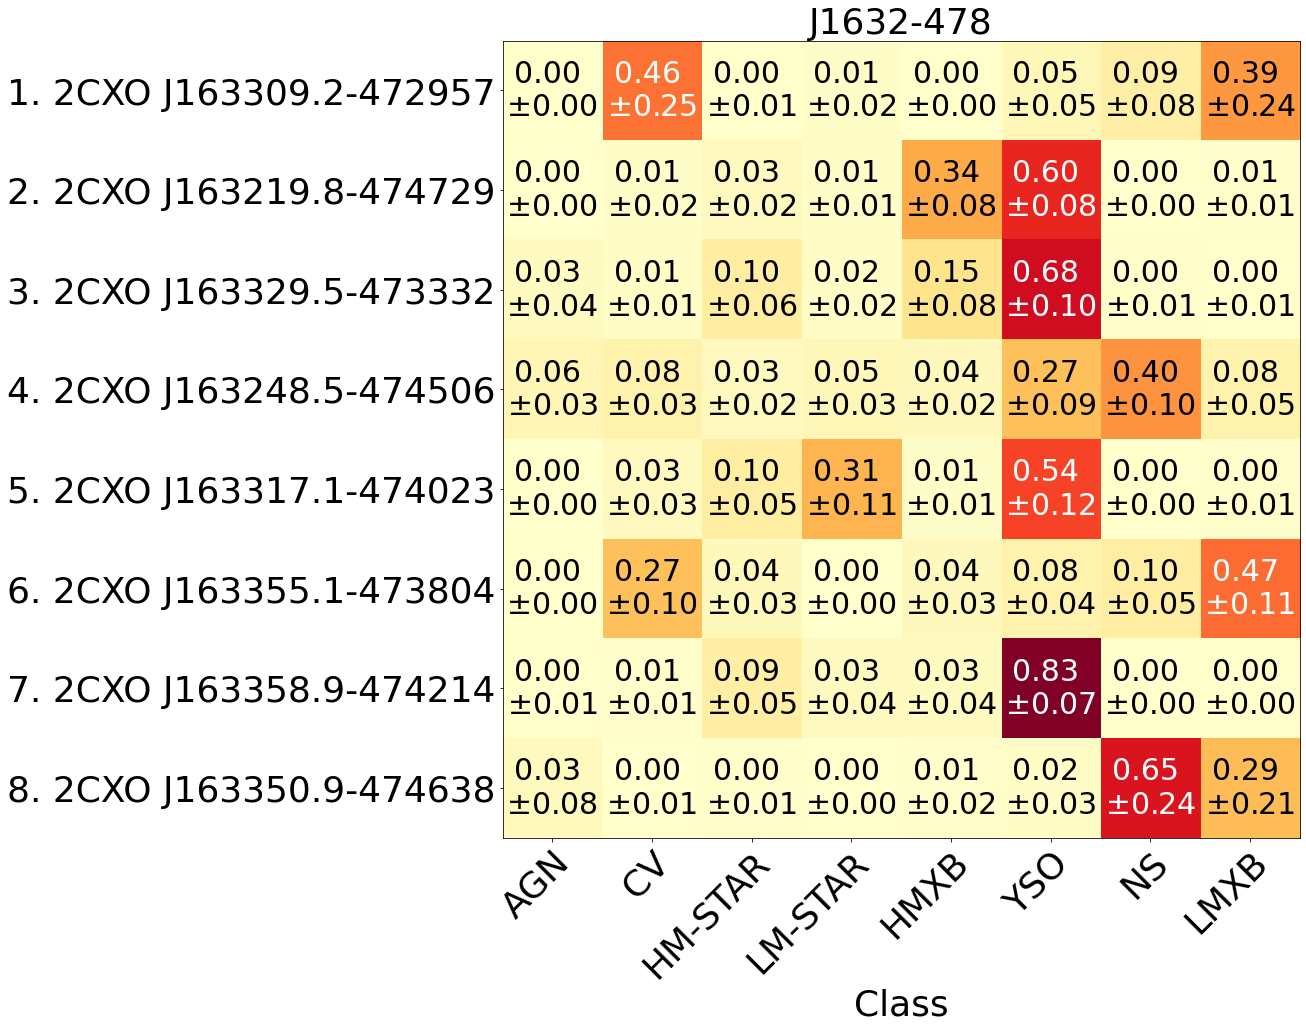 J1632-478
1. 2CXO J163309.2-472957 0.00 0.46 0.00 0.01 0.00 0.05 0.09 0.39
±0.00 ±0.25 ±0.01 ±0.02 ±0.00 ±0.05 ±0.08 ±0.24
2. 2CXO J163219.8-474729 0.00 0.01 0.03 0.01 0.34 0.60 0.00 0.01
±0.00 ±0.02 ±0.02 ±0.01 ±0.08 ±0.08 ±0.00 ±0.01
3. 2CXO J163329.5-473332 0.03 0.01 0.10 0.02 0.15 0.68 0.00 0.00
±0.04 ±0.01 ±0.06 ±0.02 ±0.08 ±0.10 ±0.01 ±0.01
4. 2CXO J163248.5-474506 0.06 0.08 0.03 0.05 0.04 0.27 0.40 0.08
±0.03 ±0.03 ±0.02 ±0.03 ±0.02 ±0.09 ±0.10 ±0.05
5. 2CXO J163317.1-474023 0.00 0.03 0.10 0.31 0.01 0.54 0.00 0.00
±0.00 ±0.03 ±0.05 ±0.11 ±0.01 ±0.12 ±0.00 ±0.01
6. 2CXO J163355.1-473804 0.00 0.27 0.04 0.00 0.04 0.08 0.10 0.47
±0.00 ±0.10 ±0.03 ±0.00 ±0.03 ±0.04 ±0.05 ±0.11
7. 2CXO J163358.9-474214 0.00 0.01 0.09 0.03 0.03 0.83 0.00 0.00
±0.01 ±0.01 ±0.05 ±0.04 ±0.04 ±0.07 ±0.00 ±0.00
8. 2CXO J163350.9-474638 0.03 0.00 0.00 0.00 0.01 0.02 0.65 0.29
±0.08 ±0.01 ±0.01 ±0.00 ±0.02 ±0.03 ±0.24 ±0.21
AGN CV HM-STAR LM-STAR HMXB YSO NS LMXB
Class